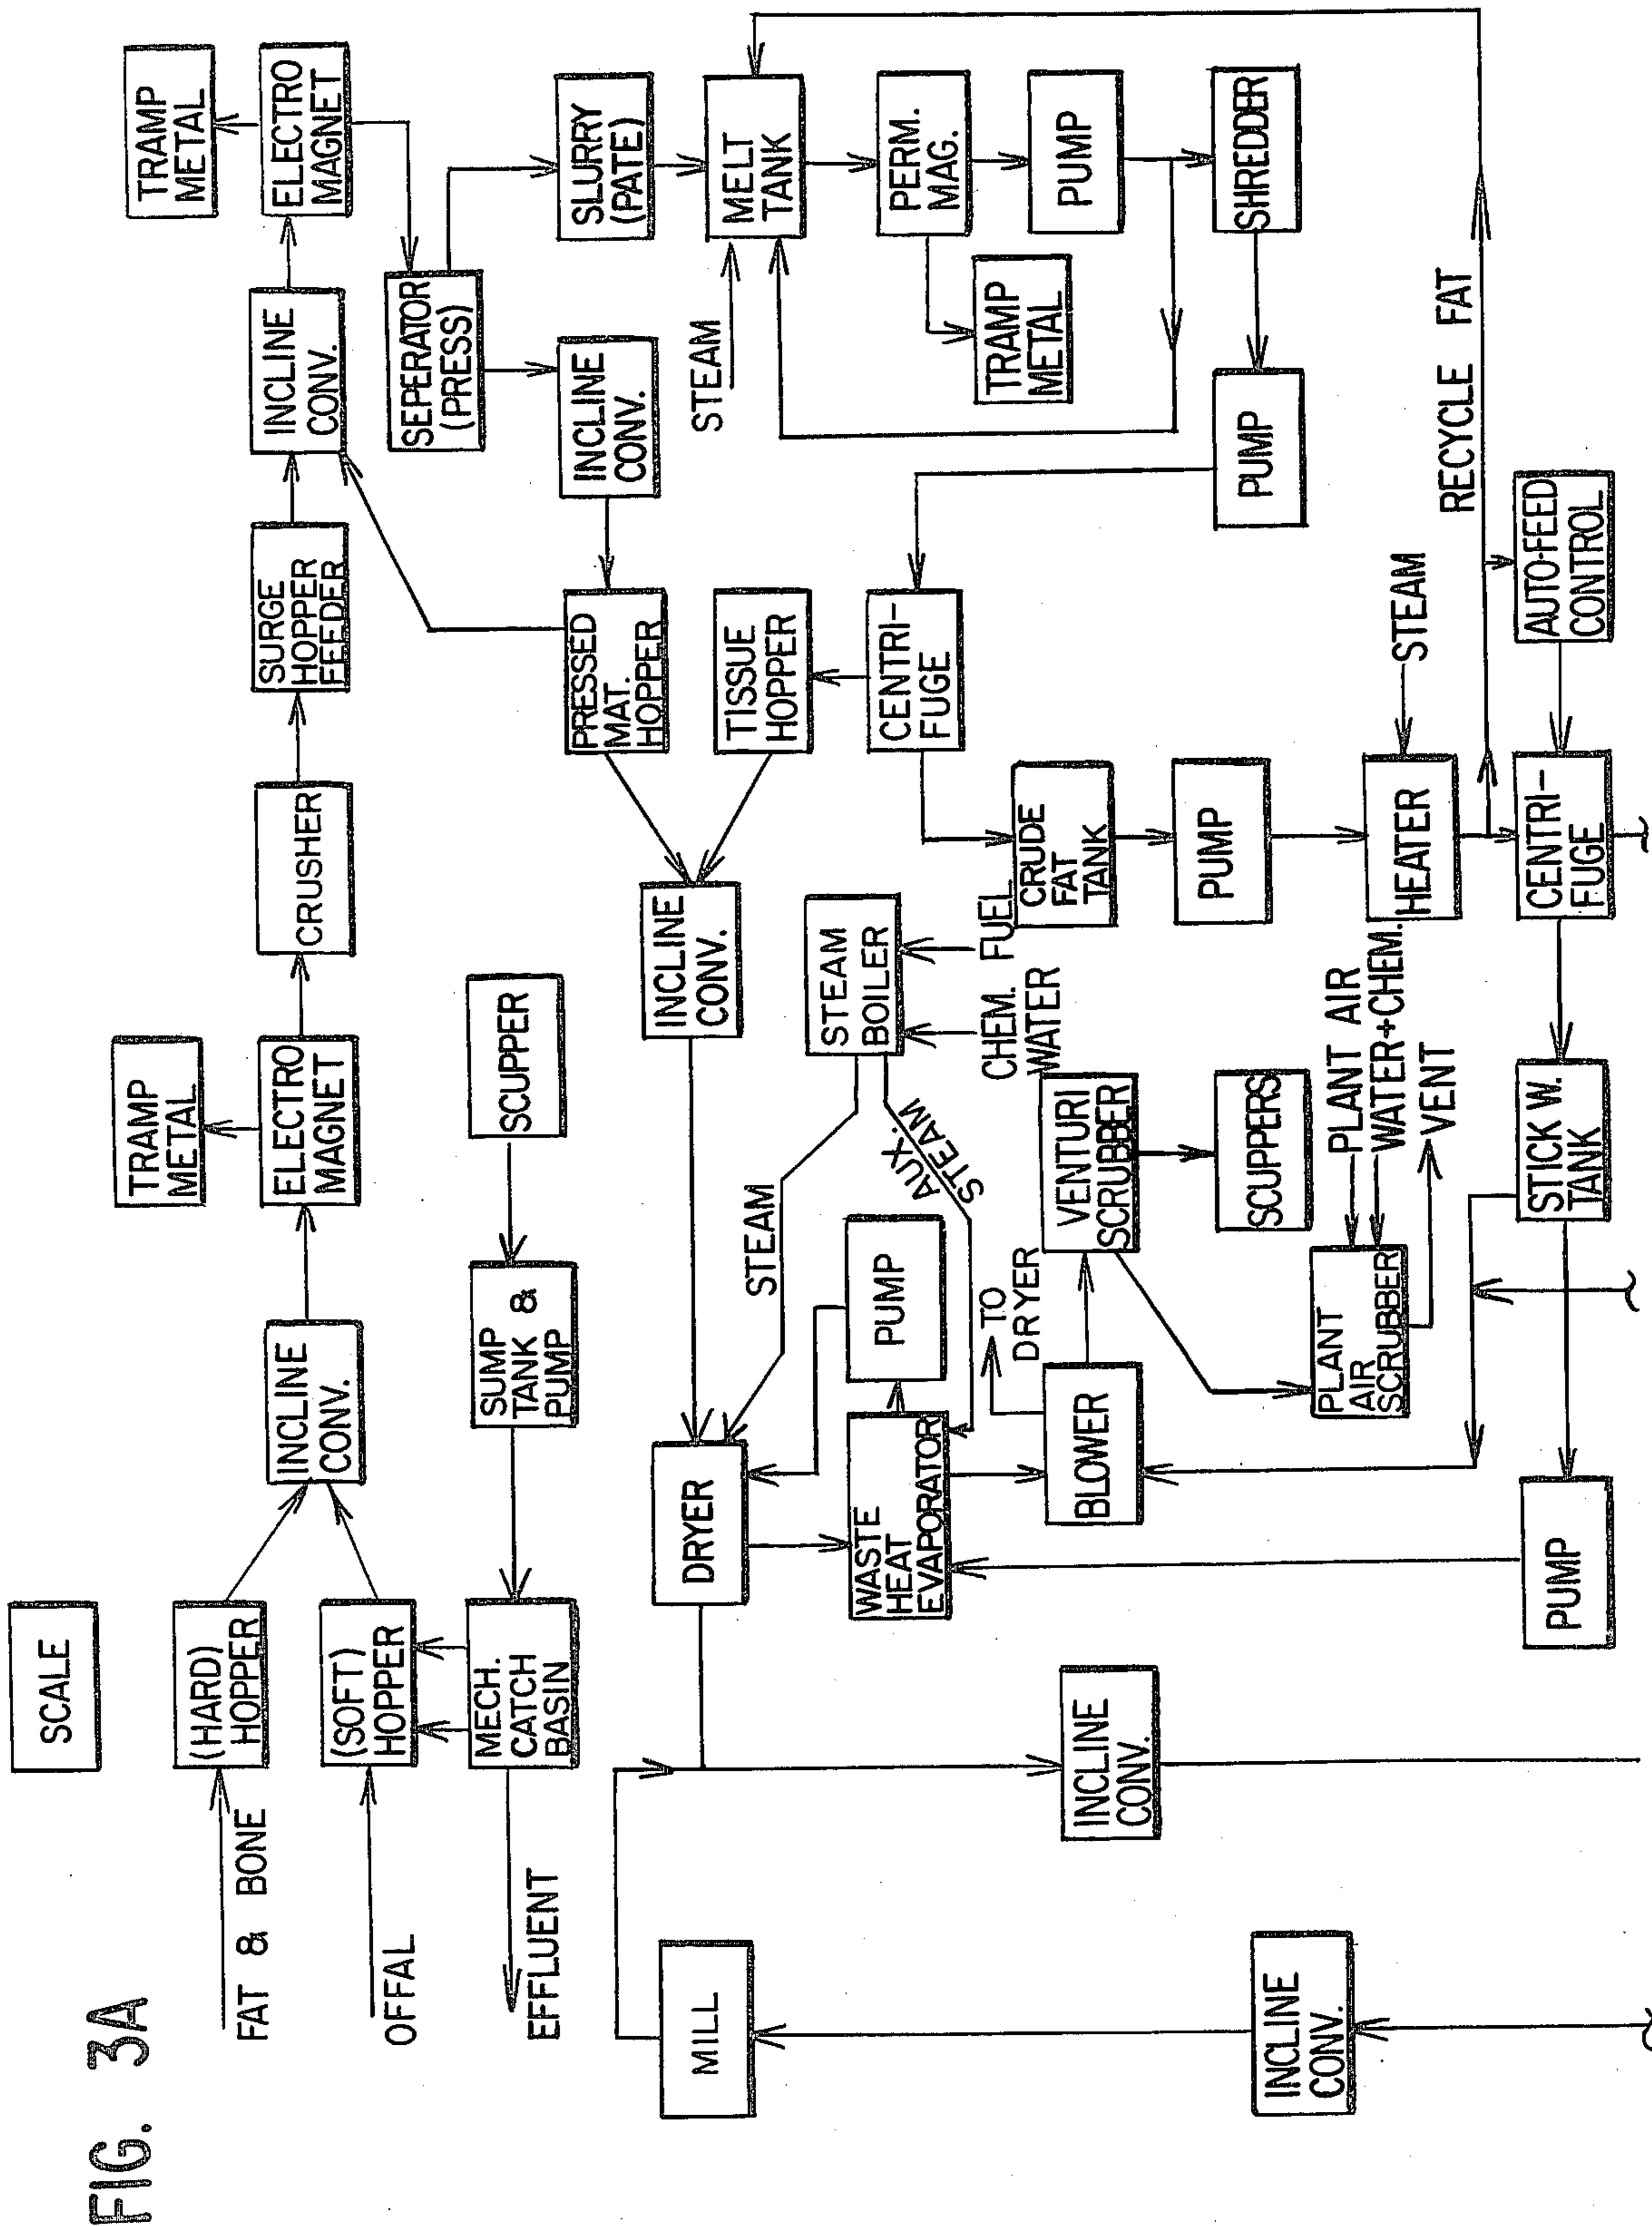 FIG. 3A
SCALE
FAT & BONE
(HARD)
HOPPER
OFFAL
(SOFT)
HOPPER
EFFLUENT
MECH.
CATCH
BASIN
INCLINE
CONV.
SUMP
TANK &
PUMP
SCUPPER
TRAMP
METAL
ELECTRO
MAGNET
CRUSHER
SURGE
HOPPER
FEEDER
INCLINE
CONV.
TRAMP
METAL
ELECTRO
MAGNET
SEPERATOR
(PRESS)
INCLINE
CONV.
SLURRY
(PATE)
PRESSED
MAT.
HOPPER
TISSUE
HOPPER
STEAM
MELT
TANK
PERM.
MAG.
TRAMP
METAL
PUMP
SHREDDER
PUMP
CENTRI-
FUGE
INCLINE
CONV.
MILL
DRYER
STEAM
STEAM
BOILER
FUEL
CHEM.
WATER
AUX.
STEAM
PUMP
WASTE
HEAT
EVAPORATOR
TO
DRYER
BLOWER
VENTURI
SCRUBBER
SCUPPERS
CRUDE
FAT
TANK
PUMP
HEATER
STEAM
RECYCLE FAT
PLANT AIR
WATER+CHEM.
VENT
PLANT
AIR
SCRUBBER
INCLINE
CONV.
INCLINE
CONV.
PUMP
STICK W.
TANK
CENTRI-
FUGE
AUTO-FEED
CONTROL